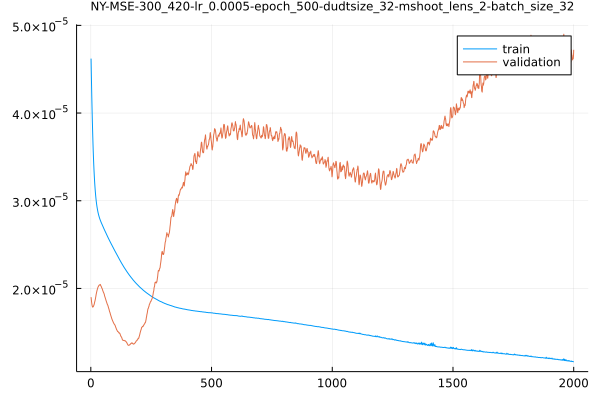 NY-MSE-300_420-lr_0.0005-epoch_500-dudtsize_32-mshoot_lens_2-batch_size_32
5.0×10⁻⁵
train
validation
4.0×10⁻⁵
3.0×10⁻⁵
2.0×10⁻⁵
0 500 1000 1500 2000